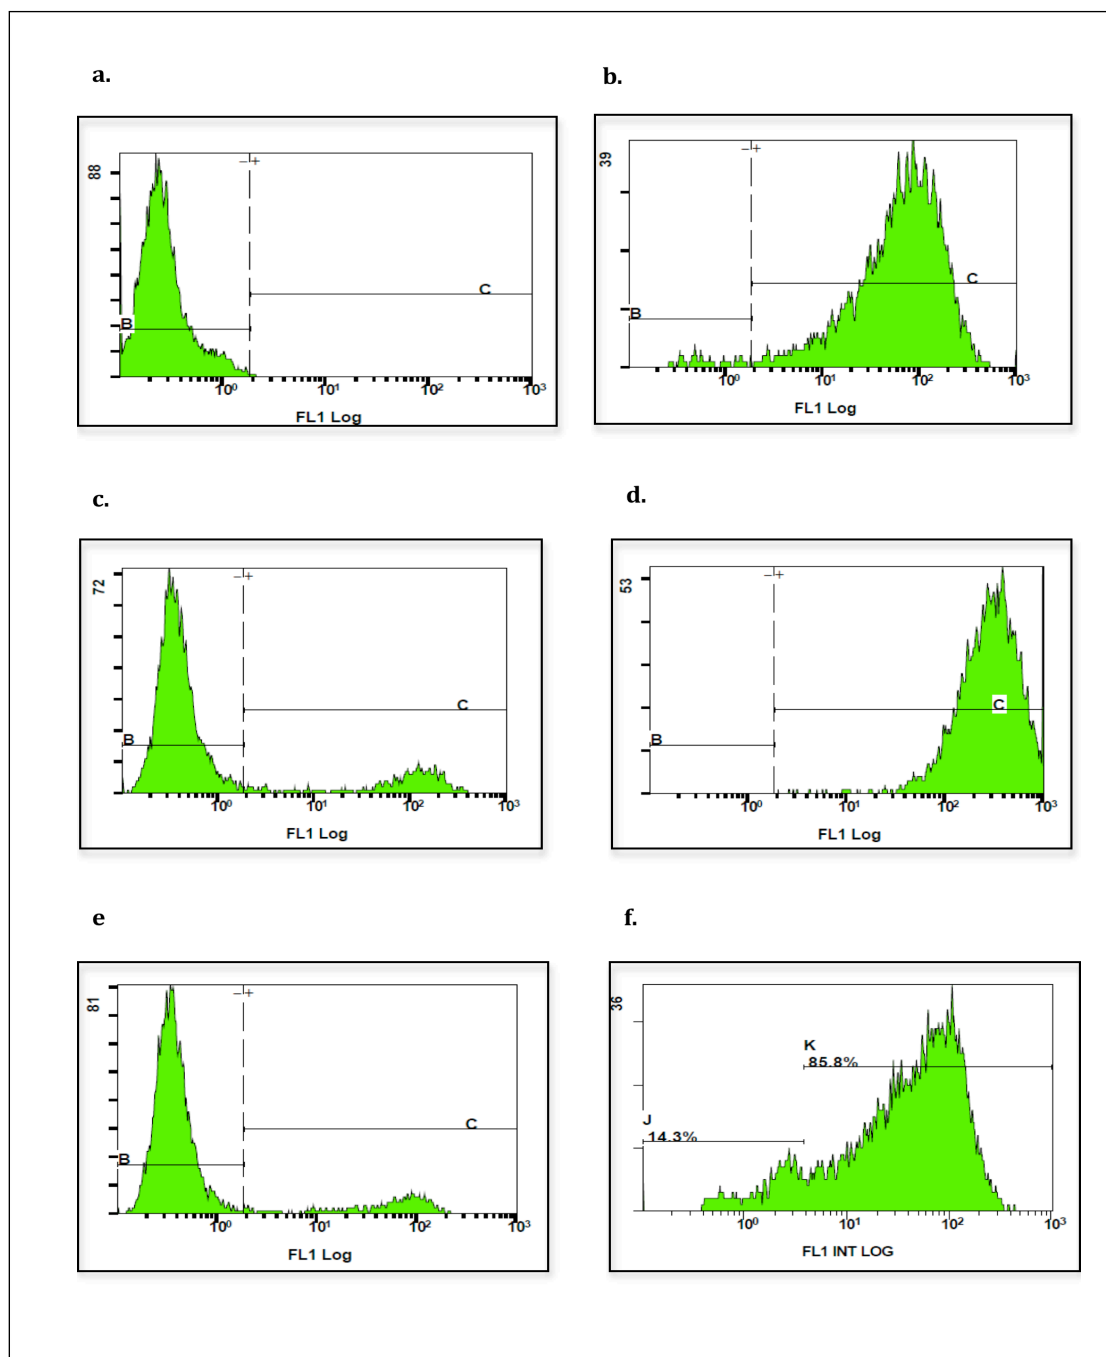 a.
b.
88
−+
C
B
10⁰ 10¹ 10² 10³
FL1 Log
39
−+
C
B
10⁰ 10¹ 10² 10³
FL1 Log
c.
d.
72
−+
C
B
10⁰ 10¹ 10² 10³
FL1 Log
53
−+
C
B
10⁰ 10¹ 10² 10³
FL1 Log
e
f.
81
−+
C
B
10⁰ 10¹ 10² 10³
FL1 Log
36
K
85.8%
J
14.3%
10⁰ 10¹ 10² 10³
FL1 INT LOG